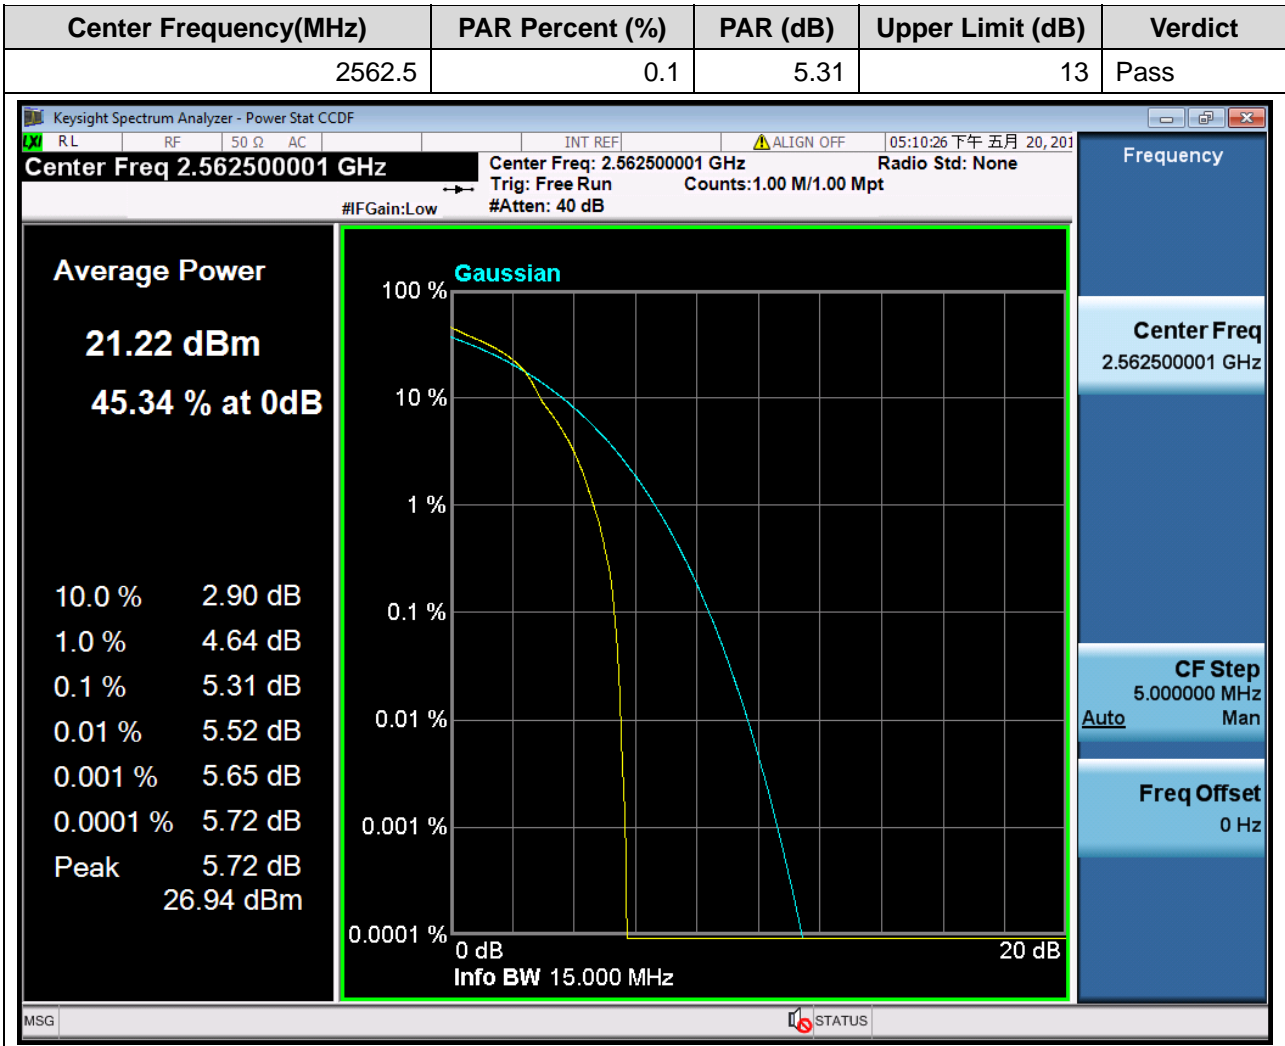 Center Frequency(MHz) PAR Percent (%) PAR (dB) Upper Limit (dB) Verdict
2562.5 0.1 5.31 13 Pass
Keysight Spectrum Analyzer - Power Stat CCDF
LXI RL RF 50 Ω AC INT REF ALIGN OFF 05:10:26 下午 五月 20, 201
Center Freq 2.562500001 GHz
Center Freq: 2.562500001 GHz Radio Std: None
Trig: Free Run Counts:1.00 M/1.00 Mpt
#IFGain:Low #Atten: 40 dB
Average Power
21.22 dBm
45.34 % at 0dB
10.0 % 2.90 dB
1.0 % 4.64 dB
0.1 % 5.31 dB
0.01 % 5.52 dB
0.001 % 5.65 dB
0.0001 % 5.72 dB
Peak 5.72 dB
26.94 dBm
Gaussian
100 %
10 %
1 %
0.1 %
0.01 %
0.001 %
0.0001 %
0 dB 20 dB
Info BW 15.000 MHz
Frequency
Center Freq
2.562500001 GHz
CF Step
5.000000 MHz
Auto Man
Freq Offset
0 Hz
MSG STATUS